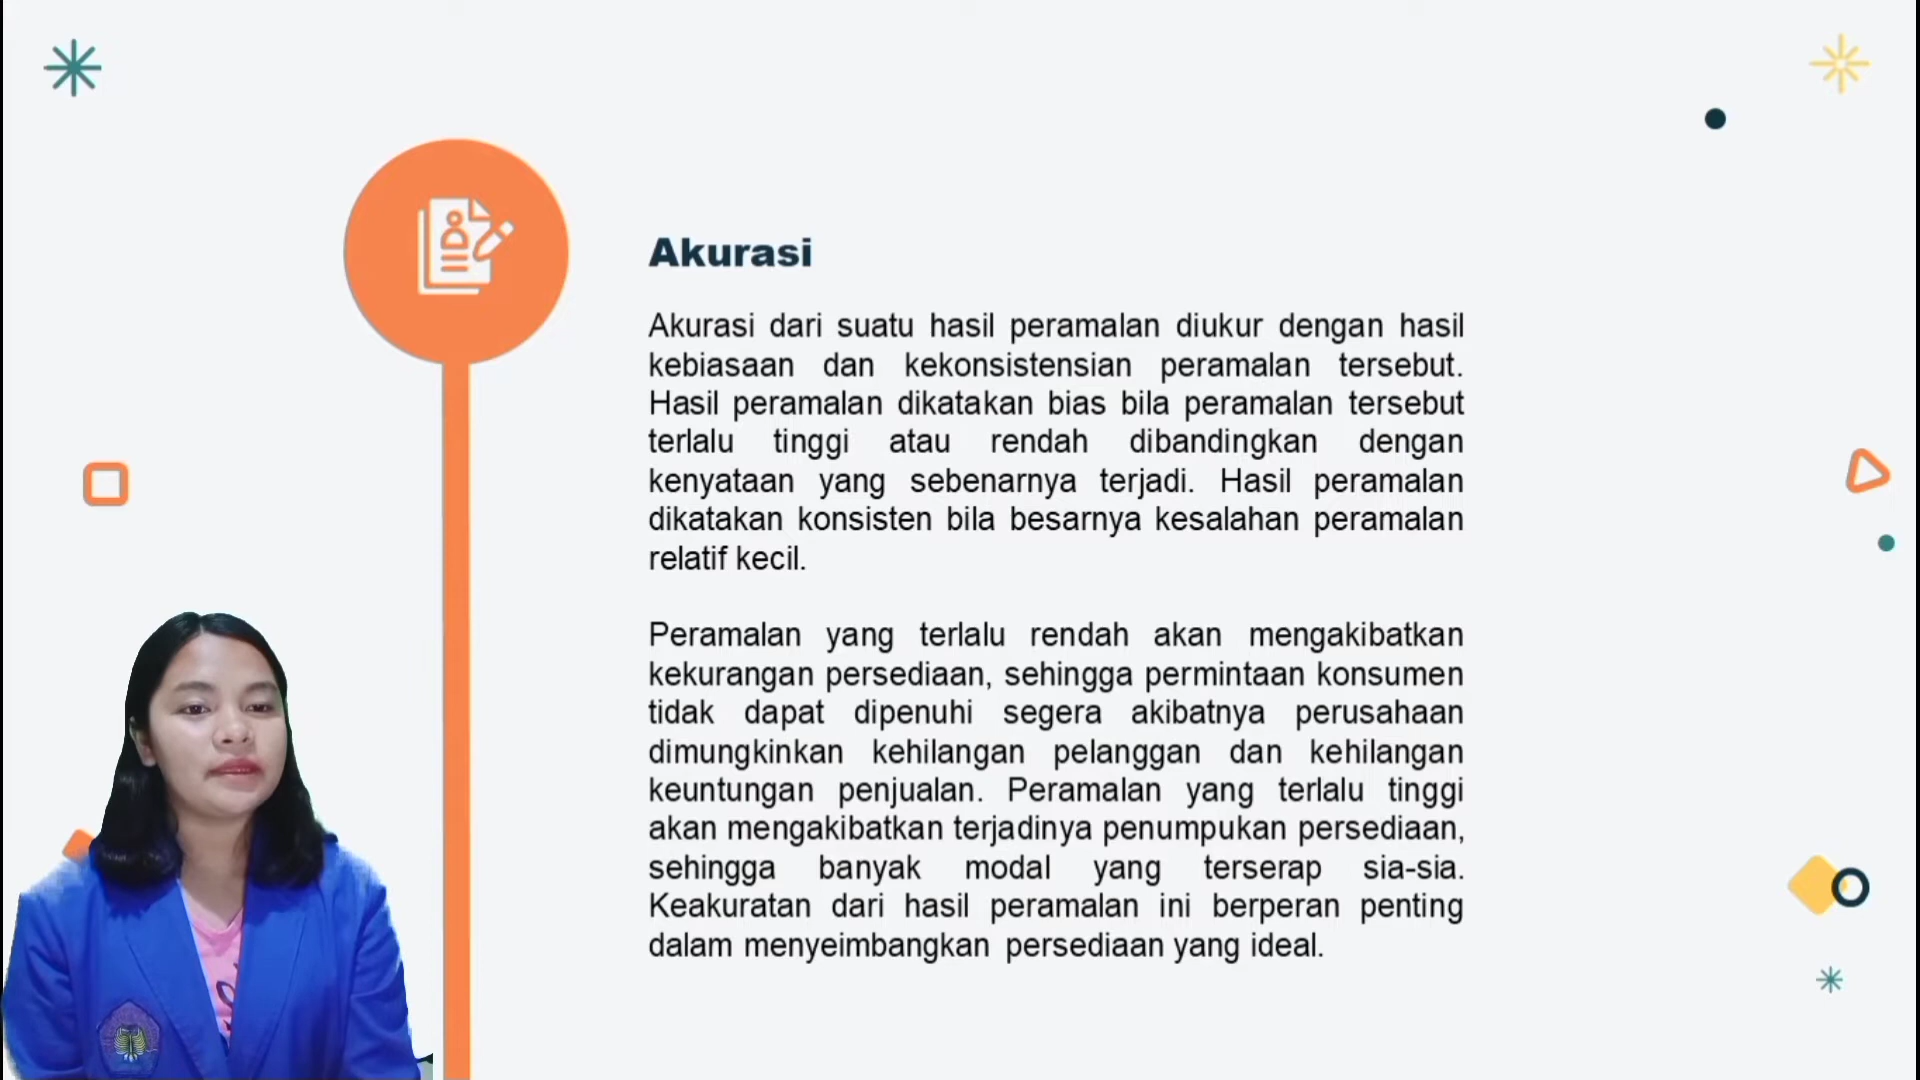 Akurasi
Akurasi dari suatu hasil peramalan diukur dengan hasil
kebiasaan dan kekonsistensian peramalan tersebut.
Hasil peramalan dikatakan bias bila peramalan tersebut
terlalu tinggi atau rendah dibandingkan dengan
kenyataan yang sebenarnya terjadi. Hasil peramalan
dikatakan konsisten bila besarnya kesalahan peramalan
relatif kecil.
Peramalan yang terlalu rendah akan mengakibatkan
kekurangan persediaan, sehingga permintaan konsumen
tidak dapat dipenuhi segera akibatnya perusahaan
dimungkinkan kehilangan pelanggan dan kehilangan
keuntungan penjualan. Peramalan yang terlalu tinggi
akan mengakibatkan terjadinya penumpukan persediaan,
sehingga banyak modal yang terserap sia-sia.
Keakuratan dari hasil peramalan ini berperan penting
dalam menyeimbangkan persediaan yang ideal.